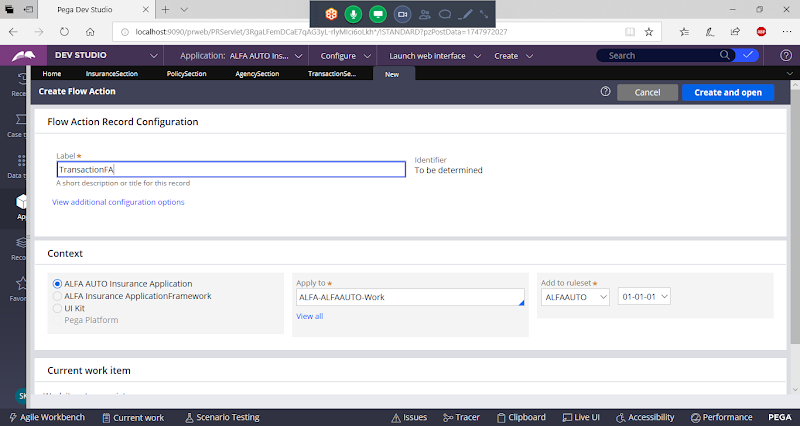 Pega Dev Studio
localhost:9090/prweb/PRServlet/3RgaLFemDCaE7qAG3yL-rlyMIci6oLkh*/!STANDARD?pzPostData=1747972027
DEV STUDIO Application: ALFA AUTO Ins... Configure Launch web interface Create Search
Home InsuranceSection PolicySection AgencySection TransactionSe... New
Create Flow Action Cancel Create and open
Flow Action Record Configuration
Label *
Identifier
TransactionFA
To be determined
A short description or title for this record
View additional configuration options
Context
ALFA AUTO Insurance Application
ALFA Insurance ApplicationFramework
UI Kit
Pega Platform
Apply to *
ALFA-ALFAAUTO-Work
View all
Add to ruleset *
ALFAAUTO 01-01-01
Current work item
Agile Workbench Current work Scenario Testing Issues Tracer Clipboard Live UI Accessibility Performance PEGA